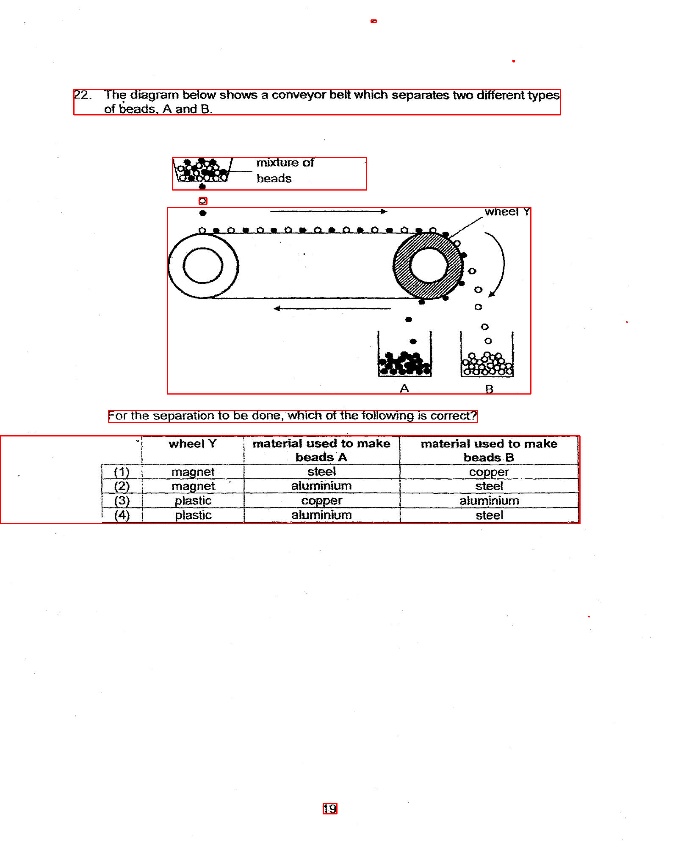 22. The diagram below shows a conveyor belt which separates two different types
of beads, A and B.
mixture of
beads
wheel Y
A B
For the separation to be done, which of the following is correct?
wheel Y material used to make beads A material used to make beads B
(1) magnet steel copper
(2) magnet aluminium steel
(3) plastic copper aluminium
(4) plastic aluminium steel
19